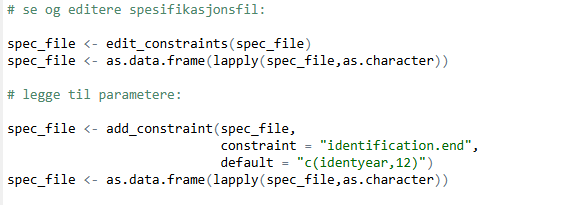 # se og editere spesifikasjonsfil:
spec_file <- edit_constraints(spec_file)
spec_file <- as.data.frame(lapply(spec_file,as.character))
# legge til parametere:
spec_file <- add_constraint(spec_file,
constraint = "identification.end",
default = "c(identyear,12)")
spec_file <- as.data.frame(lapply(spec_file,as.character))